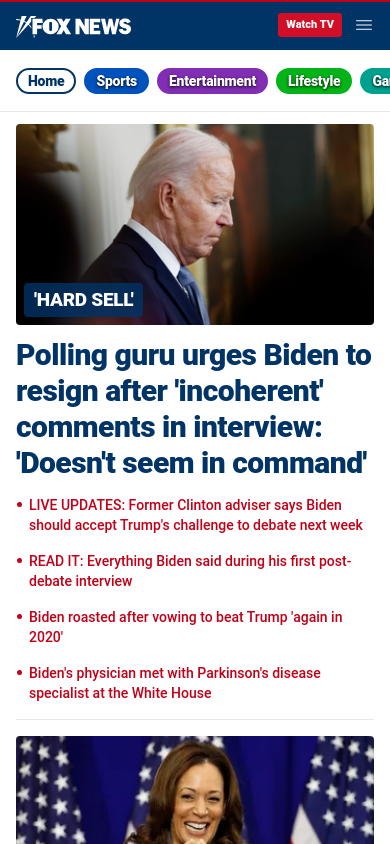 FOX NEWS
Watch TV
Home
Sports
Entertainment
Lifestyle
'HARD SELL'
Polling guru urges Biden to
resign after 'incoherent'
comments in interview:
'Doesn't seem in command'
LIVE UPDATES: Former Clinton adviser says Biden
should accept Trump's challenge to debate next week
READ IT: Everything Biden said during his first post-
debate interview
Biden roasted after vowing to beat Trump 'again in
2020'
Biden's physician met with Parkinson's disease
specialist at the White House